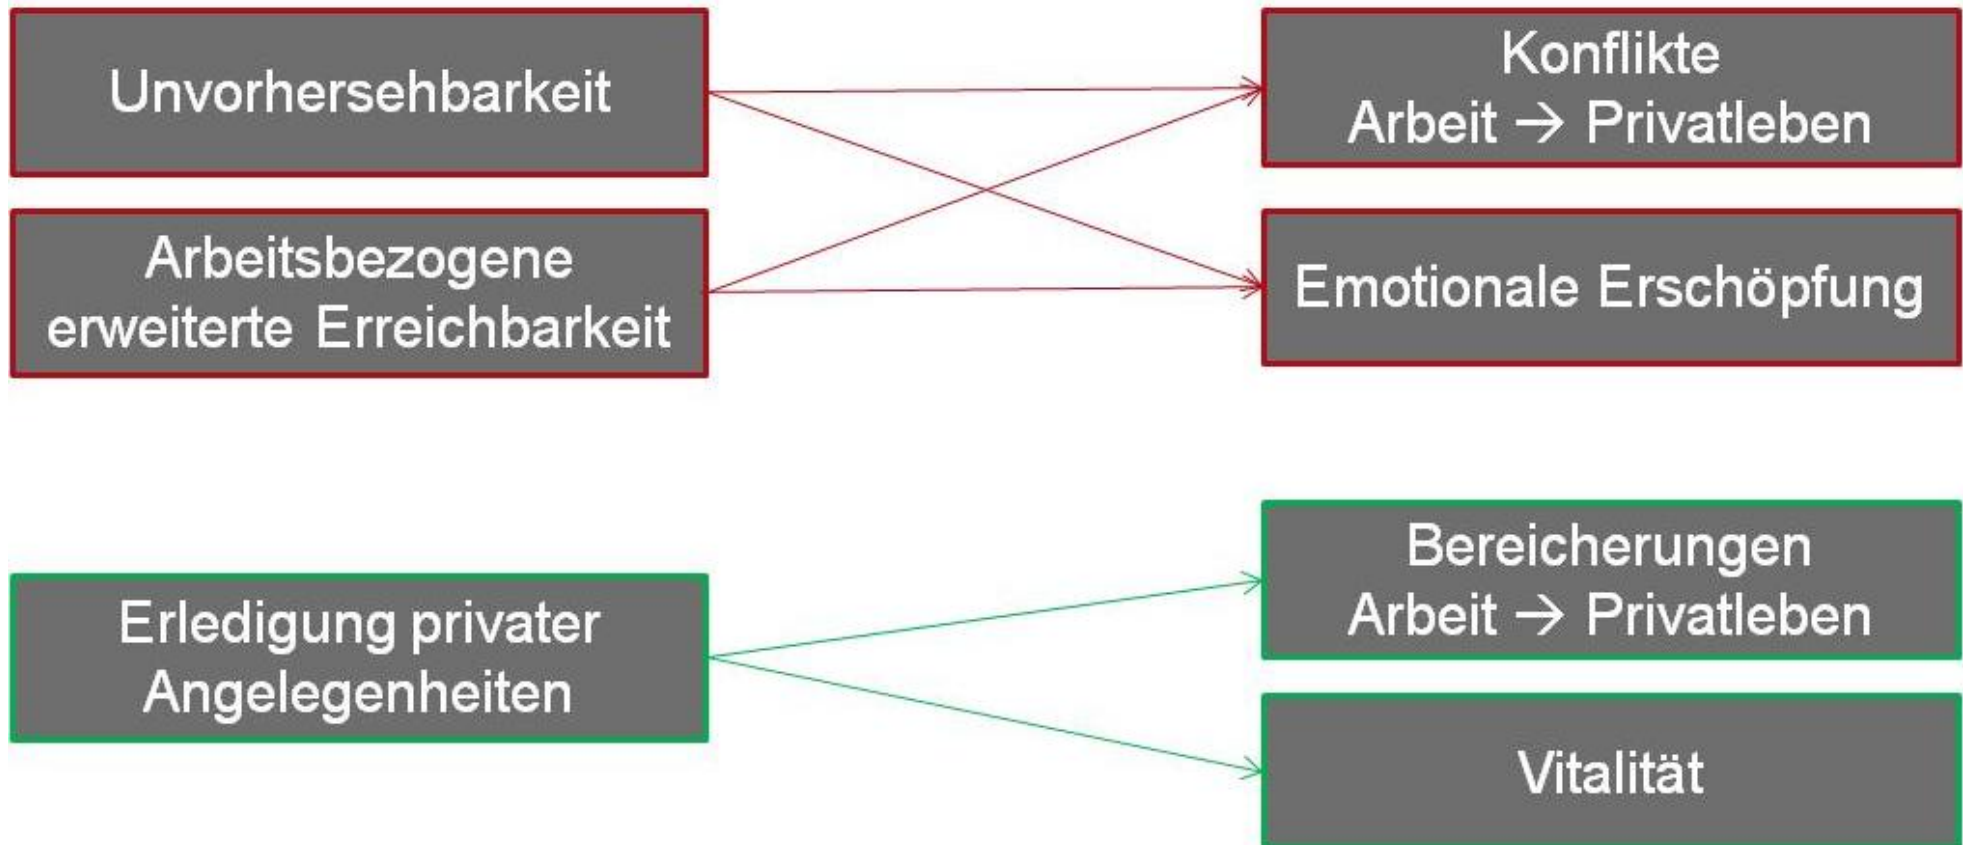 Unvorhersehbarkeit
Arbeitsbezogene
erweiterte Erreichbarkeit
Konflikte
Arbeit → Privatleben
Emotionale Erschöpfung
Erledigung privater
Angelegenheiten
Bereicherungen
Arbeit → Privatleben
Vitalität